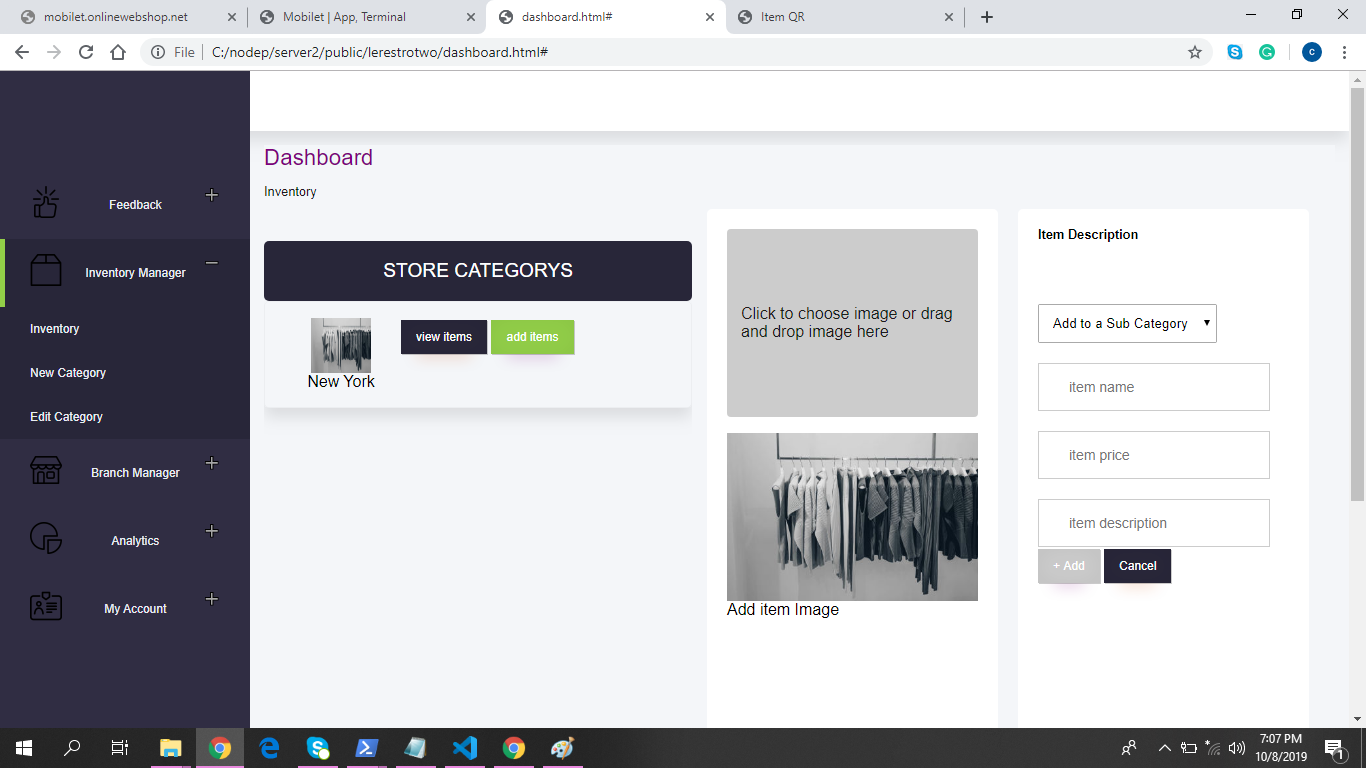 mobilet.onlinewebshop.net
Mobilet | App, Terminal
dashboard.html#
Item QR
File
C:/nodep/server2/public/lerestrotwo/dashboard.html#
c
Feedback
Inventory Manager
Inventory
New Category
Edit Category
Branch Manager
Analytics
My Account
Dashboard
Inventory
STORE CATEGORYS
view items
add items
New York
Click to choose image or drag
and drop image here
Add item Image
Item Description
Add to a Sub Category
item name
item price
item description
+ Add
Cancel
7:07 PM
10/8/2019
1